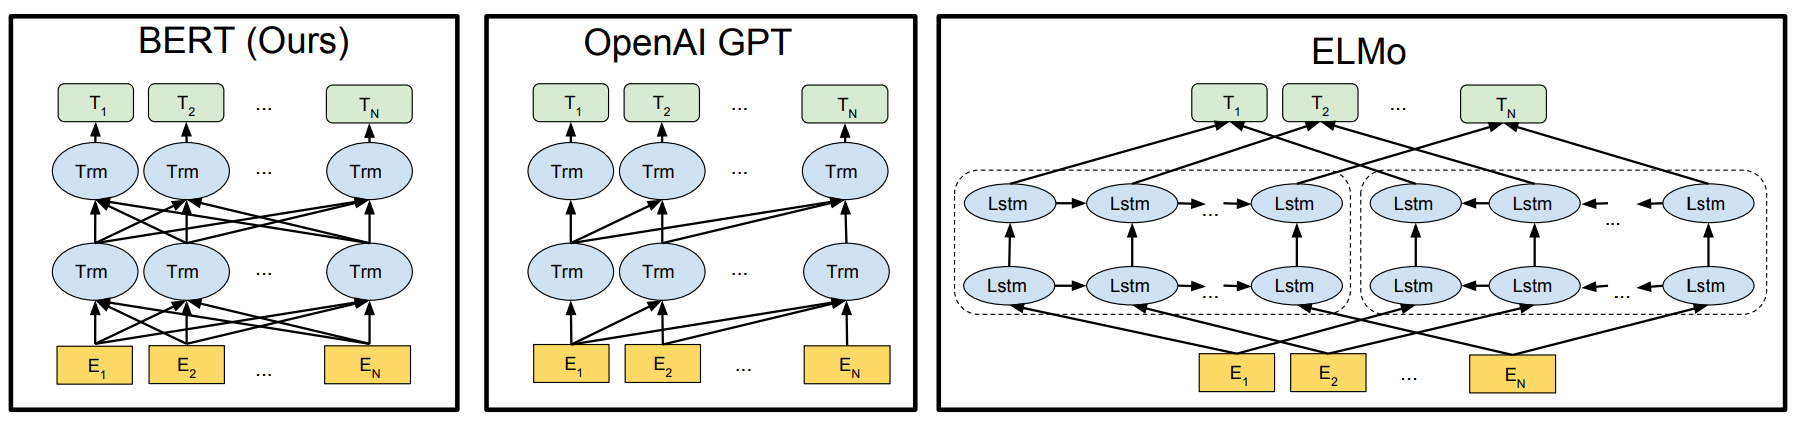 BERT (Ours)
T1 T2 ... TN
Trm Trm ... Trm
Trm Trm ... Trm
E1 E2 ... EN
OpenAI GPT
T1 T2 ... TN
Trm Trm ... Trm
Trm Trm ... Trm
E1 E2 ... EN
ELMo
T1 T2 ... TN
Lstm Lstm ... Lstm Lstm Lstm ... Lstm
Lstm Lstm ... Lstm Lstm Lstm ... Lstm
E1 E2 ... EN